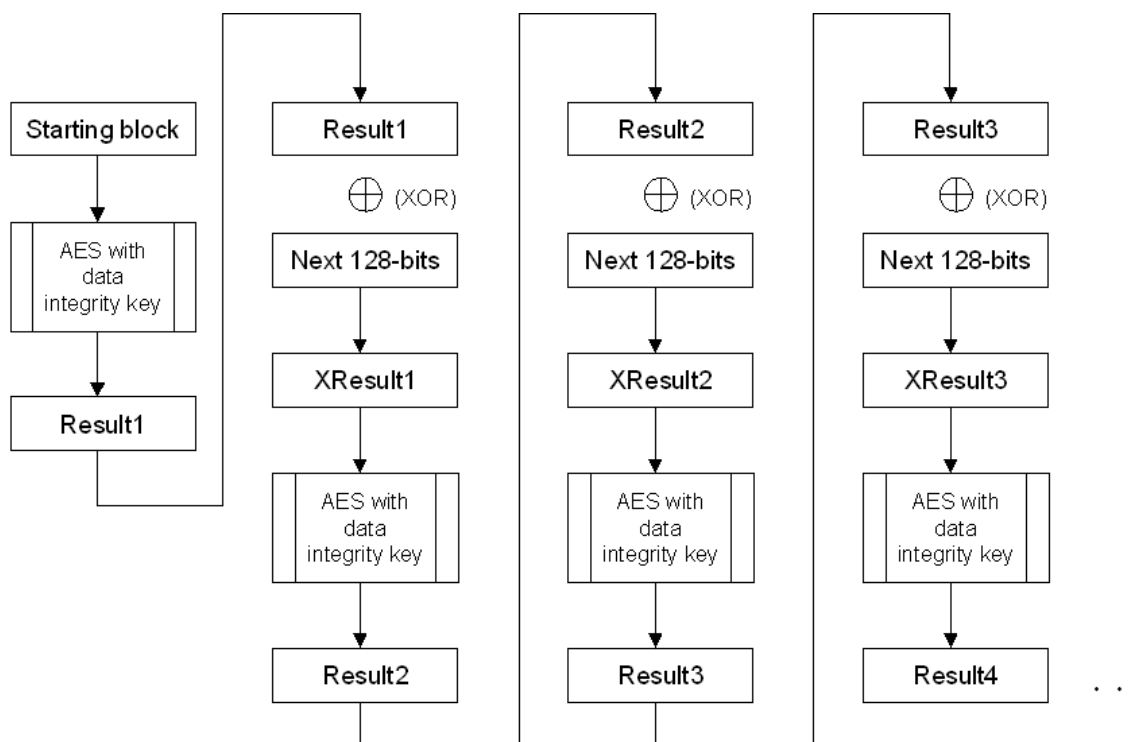 Starting block
AES with
data
integrity key
Result1
Result1
(XOR)
Next 128-bits
XResult1
AES with
data
integrity key
Result2
Result2
(XOR)
Next 128-bits
XResult2
AES with
data
integrity key
Result3
Result3
(XOR)
Next 128-bits
XResult3
AES with
data
integrity key
Result4
. .